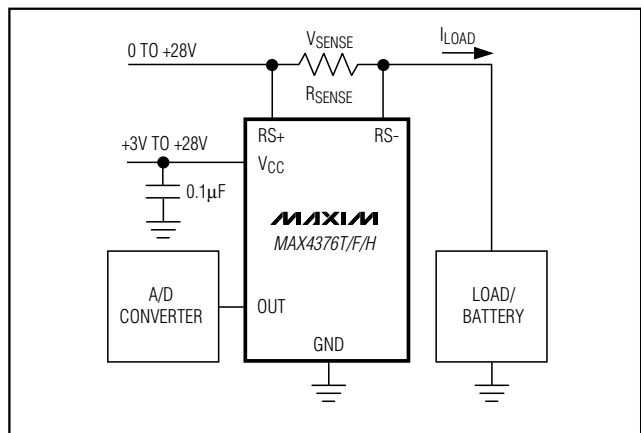 0 TO +28V
VSENSE
ILOAD
RSENSE
RS+
RS-
+3V TO +28V
VCC
0.1μF
MAXIM
MAX4376T/F/H
A/D
CONVERTER
OUT
LOAD/
BATTERY
GND